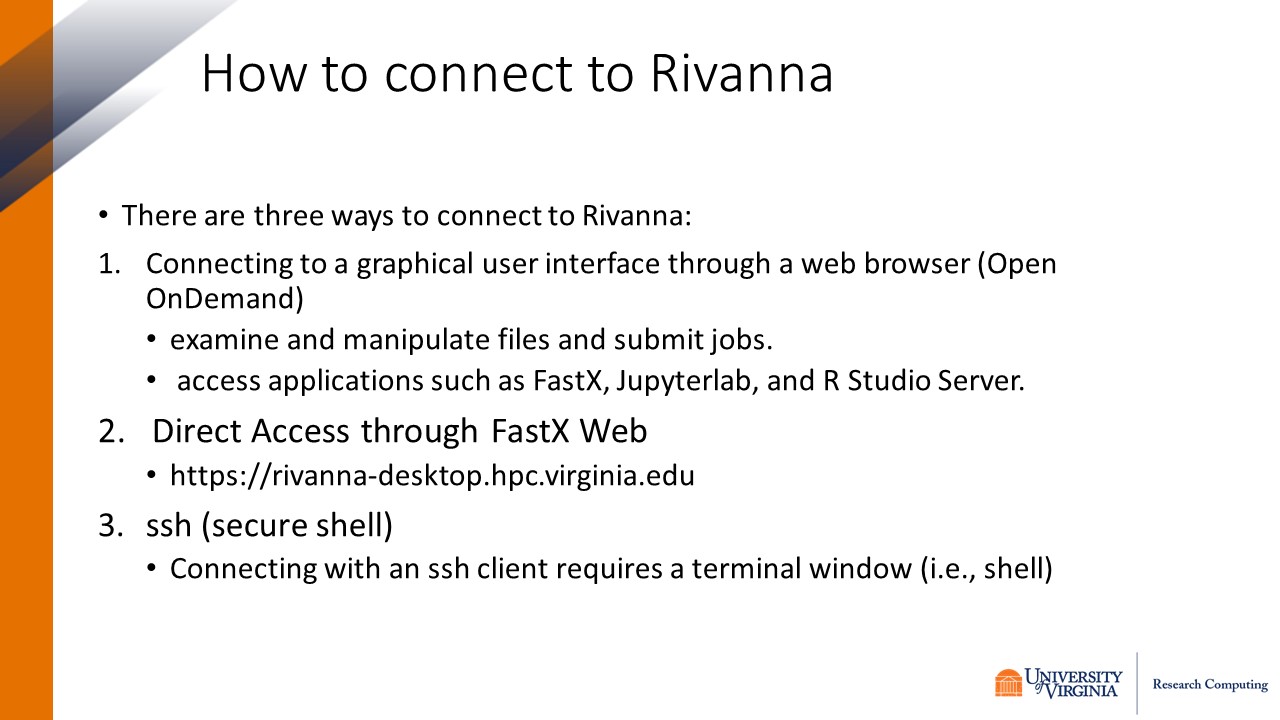 How to connect to Rivanna
• There are three ways to connect to Rivanna:
1. Connecting to a graphical user interface through a web browser (Open
OnDemand)
• examine and manipulate files and submit jobs.
• access applications such as FastX, Jupyterlab, and R Studio Server.
2. Direct Access through FastX Web
• https://rivanna-desktop.hpc.virginia.edu
3. ssh (secure shell)
• Connecting with an ssh client requires a terminal window (i.e., shell)
UNIVERSITY
of VIRGINIA
Research Computing